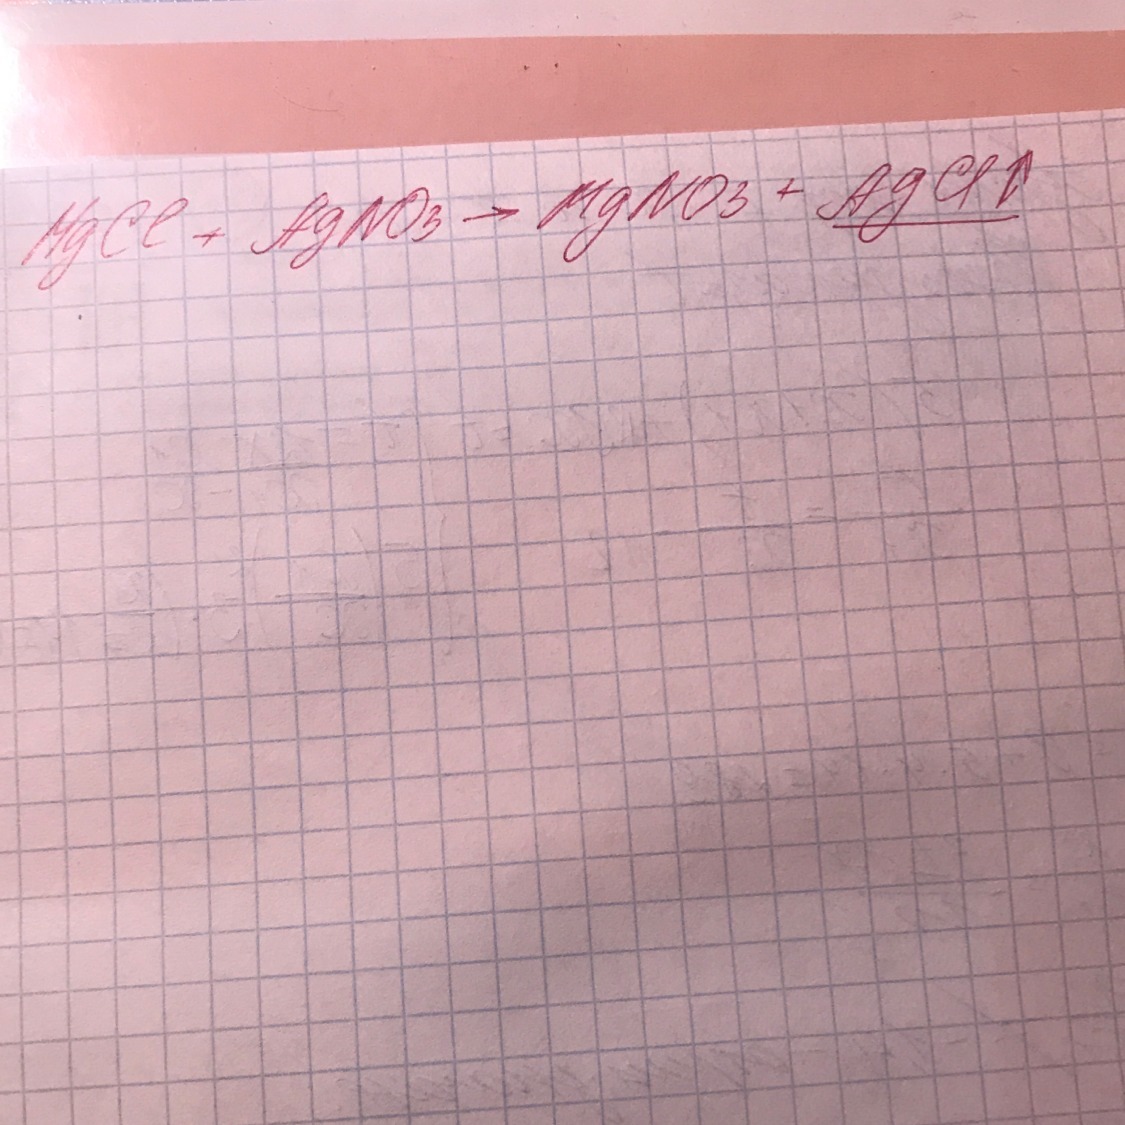 MgCl + AgNO3 → MgNO3 + AgCl↑